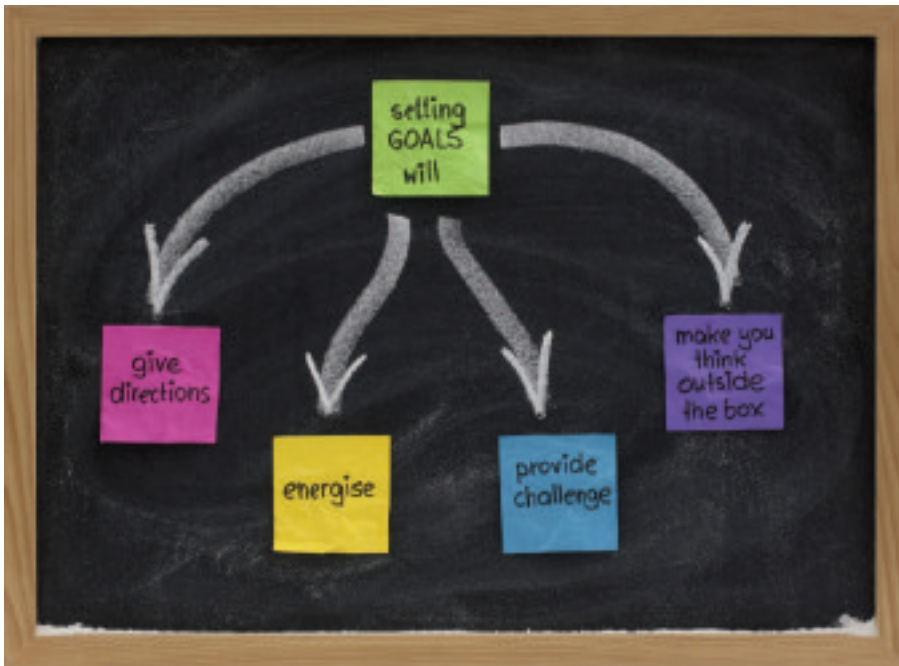 setting
GOALS
will
give
directions
energise
provide
challenge
make you
think
outside
the box